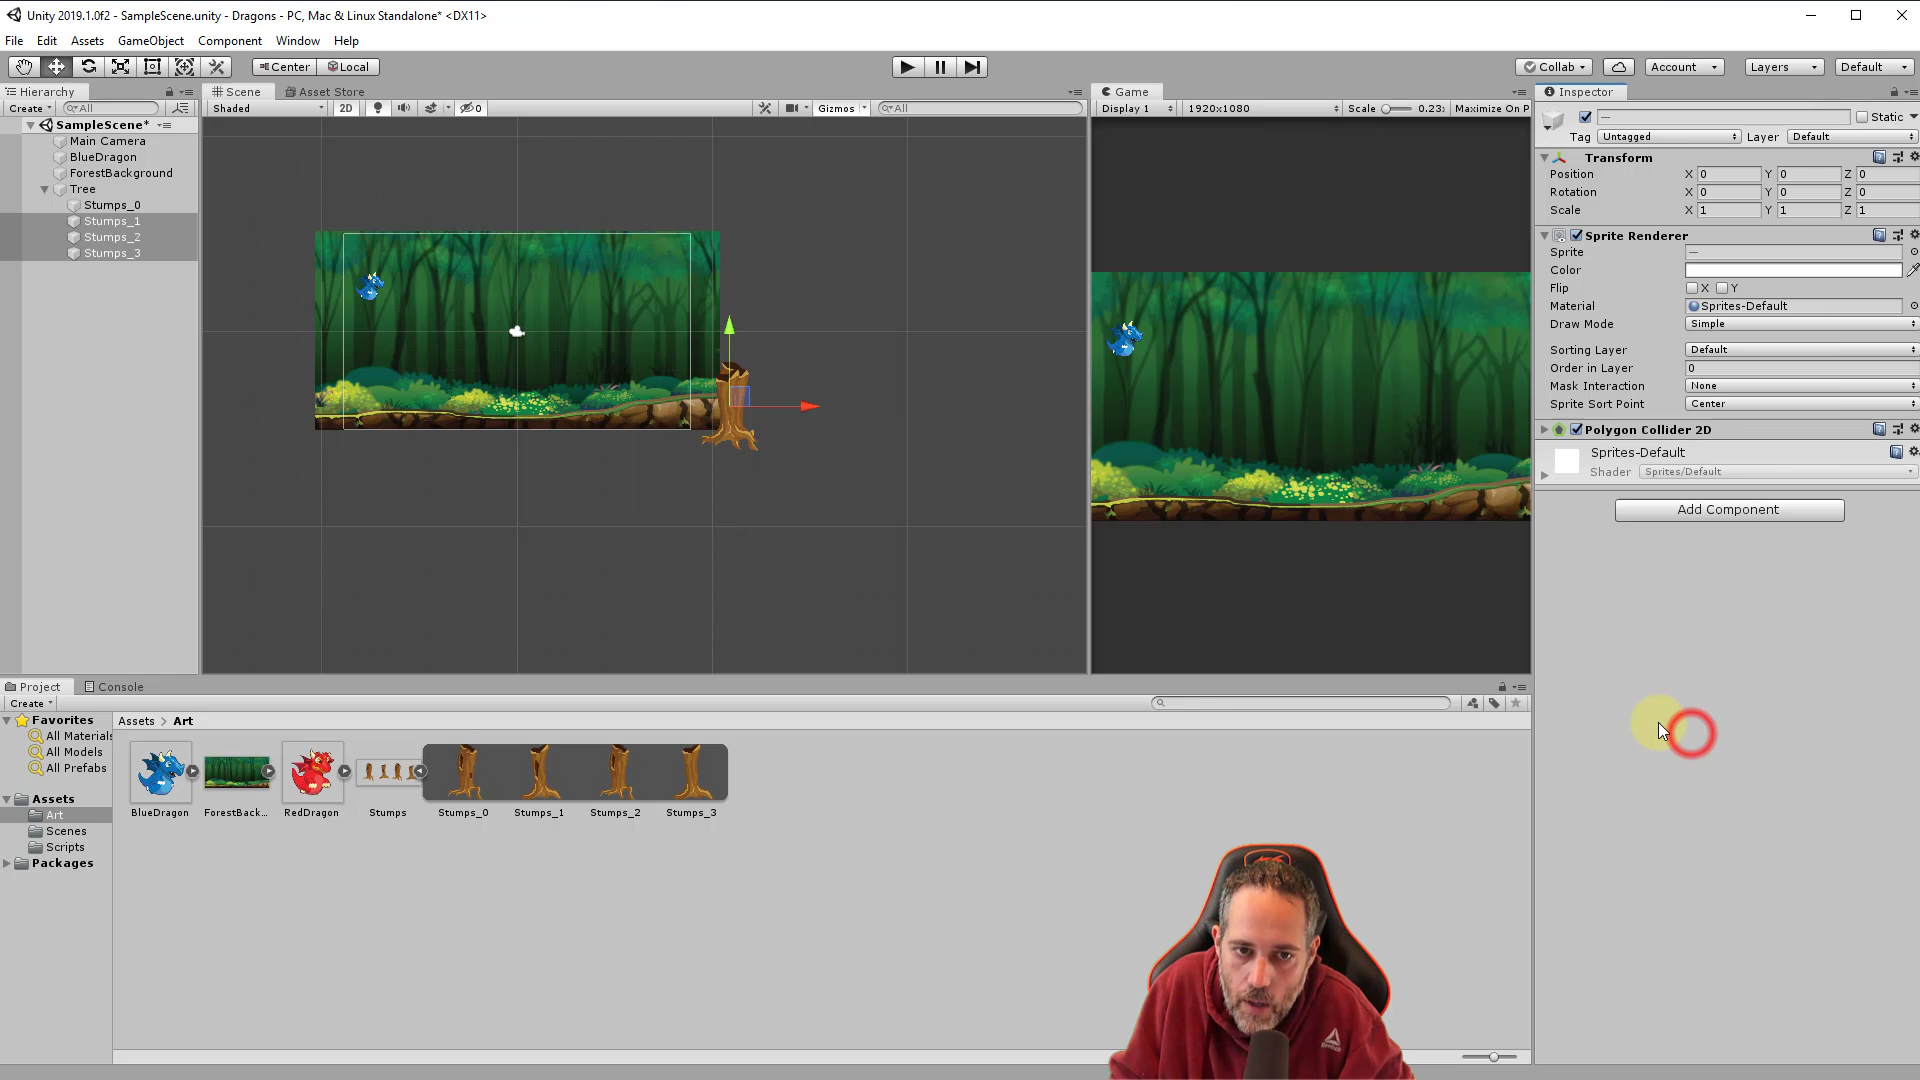 Unity 2019.1.0f2 - SampleScene.unity - Dragons - PC, Mac & Linux Standalone* <DX11>
File Edit Assets GameObject Component Window Help
Center Local
Collab Account Layers Default
Hierarchy
Create All
SampleScene*
Main Camera
BlueDragon
ForestBackground
Tree
Stumps_0
Stumps_1
Stumps_2
Stumps_3
Scene Asset Store
Shaded 2D 0 Gizmos All
Game
Display 1 1920x1080 Scale 0.23x Maximize On P
Inspector
Static
Tag Untagged Layer Default
Transform
Position X 0 Y 0 Z 0
Rotation X 0 Y 0 Z 0
Scale X 1 Y 1 Z 1
Sprite Renderer
Sprite —
Color
Flip X Y
Material Sprites-Default
Draw Mode Simple
Sorting Layer Default
Order in Layer 0
Mask Interaction None
Sprite Sort Point Center
Polygon Collider 2D
Sprites-Default
Shader Sprites/Default
Add Component
Project Console
Create
Favorites
All Materials
All Models
All Prefabs
Assets
Art
Scenes
Scripts
Packages
Assets > Art
BlueDragon ForestBack... RedDragon Stumps Stumps_0 Stumps_1 Stumps_2 Stumps_3